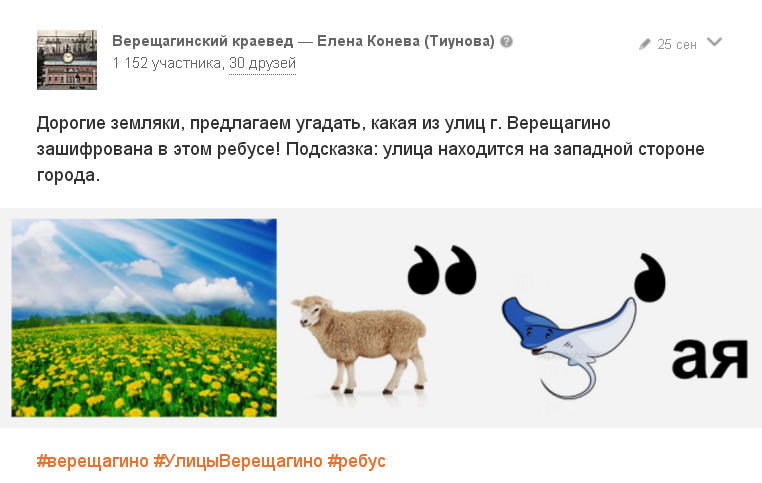 Верещагинский краевед — Елена Конева (Тиунова) ?
25 сен
1 152 участника, 30 друзей
Дорогие земляки, предлагаем угадать, какая из улиц г. Верещагино
зашифрована в этом ребусе! Подсказка: улица находится на западной стороне
города.
ая
#верещагино #УлицыВерещагино #ребус